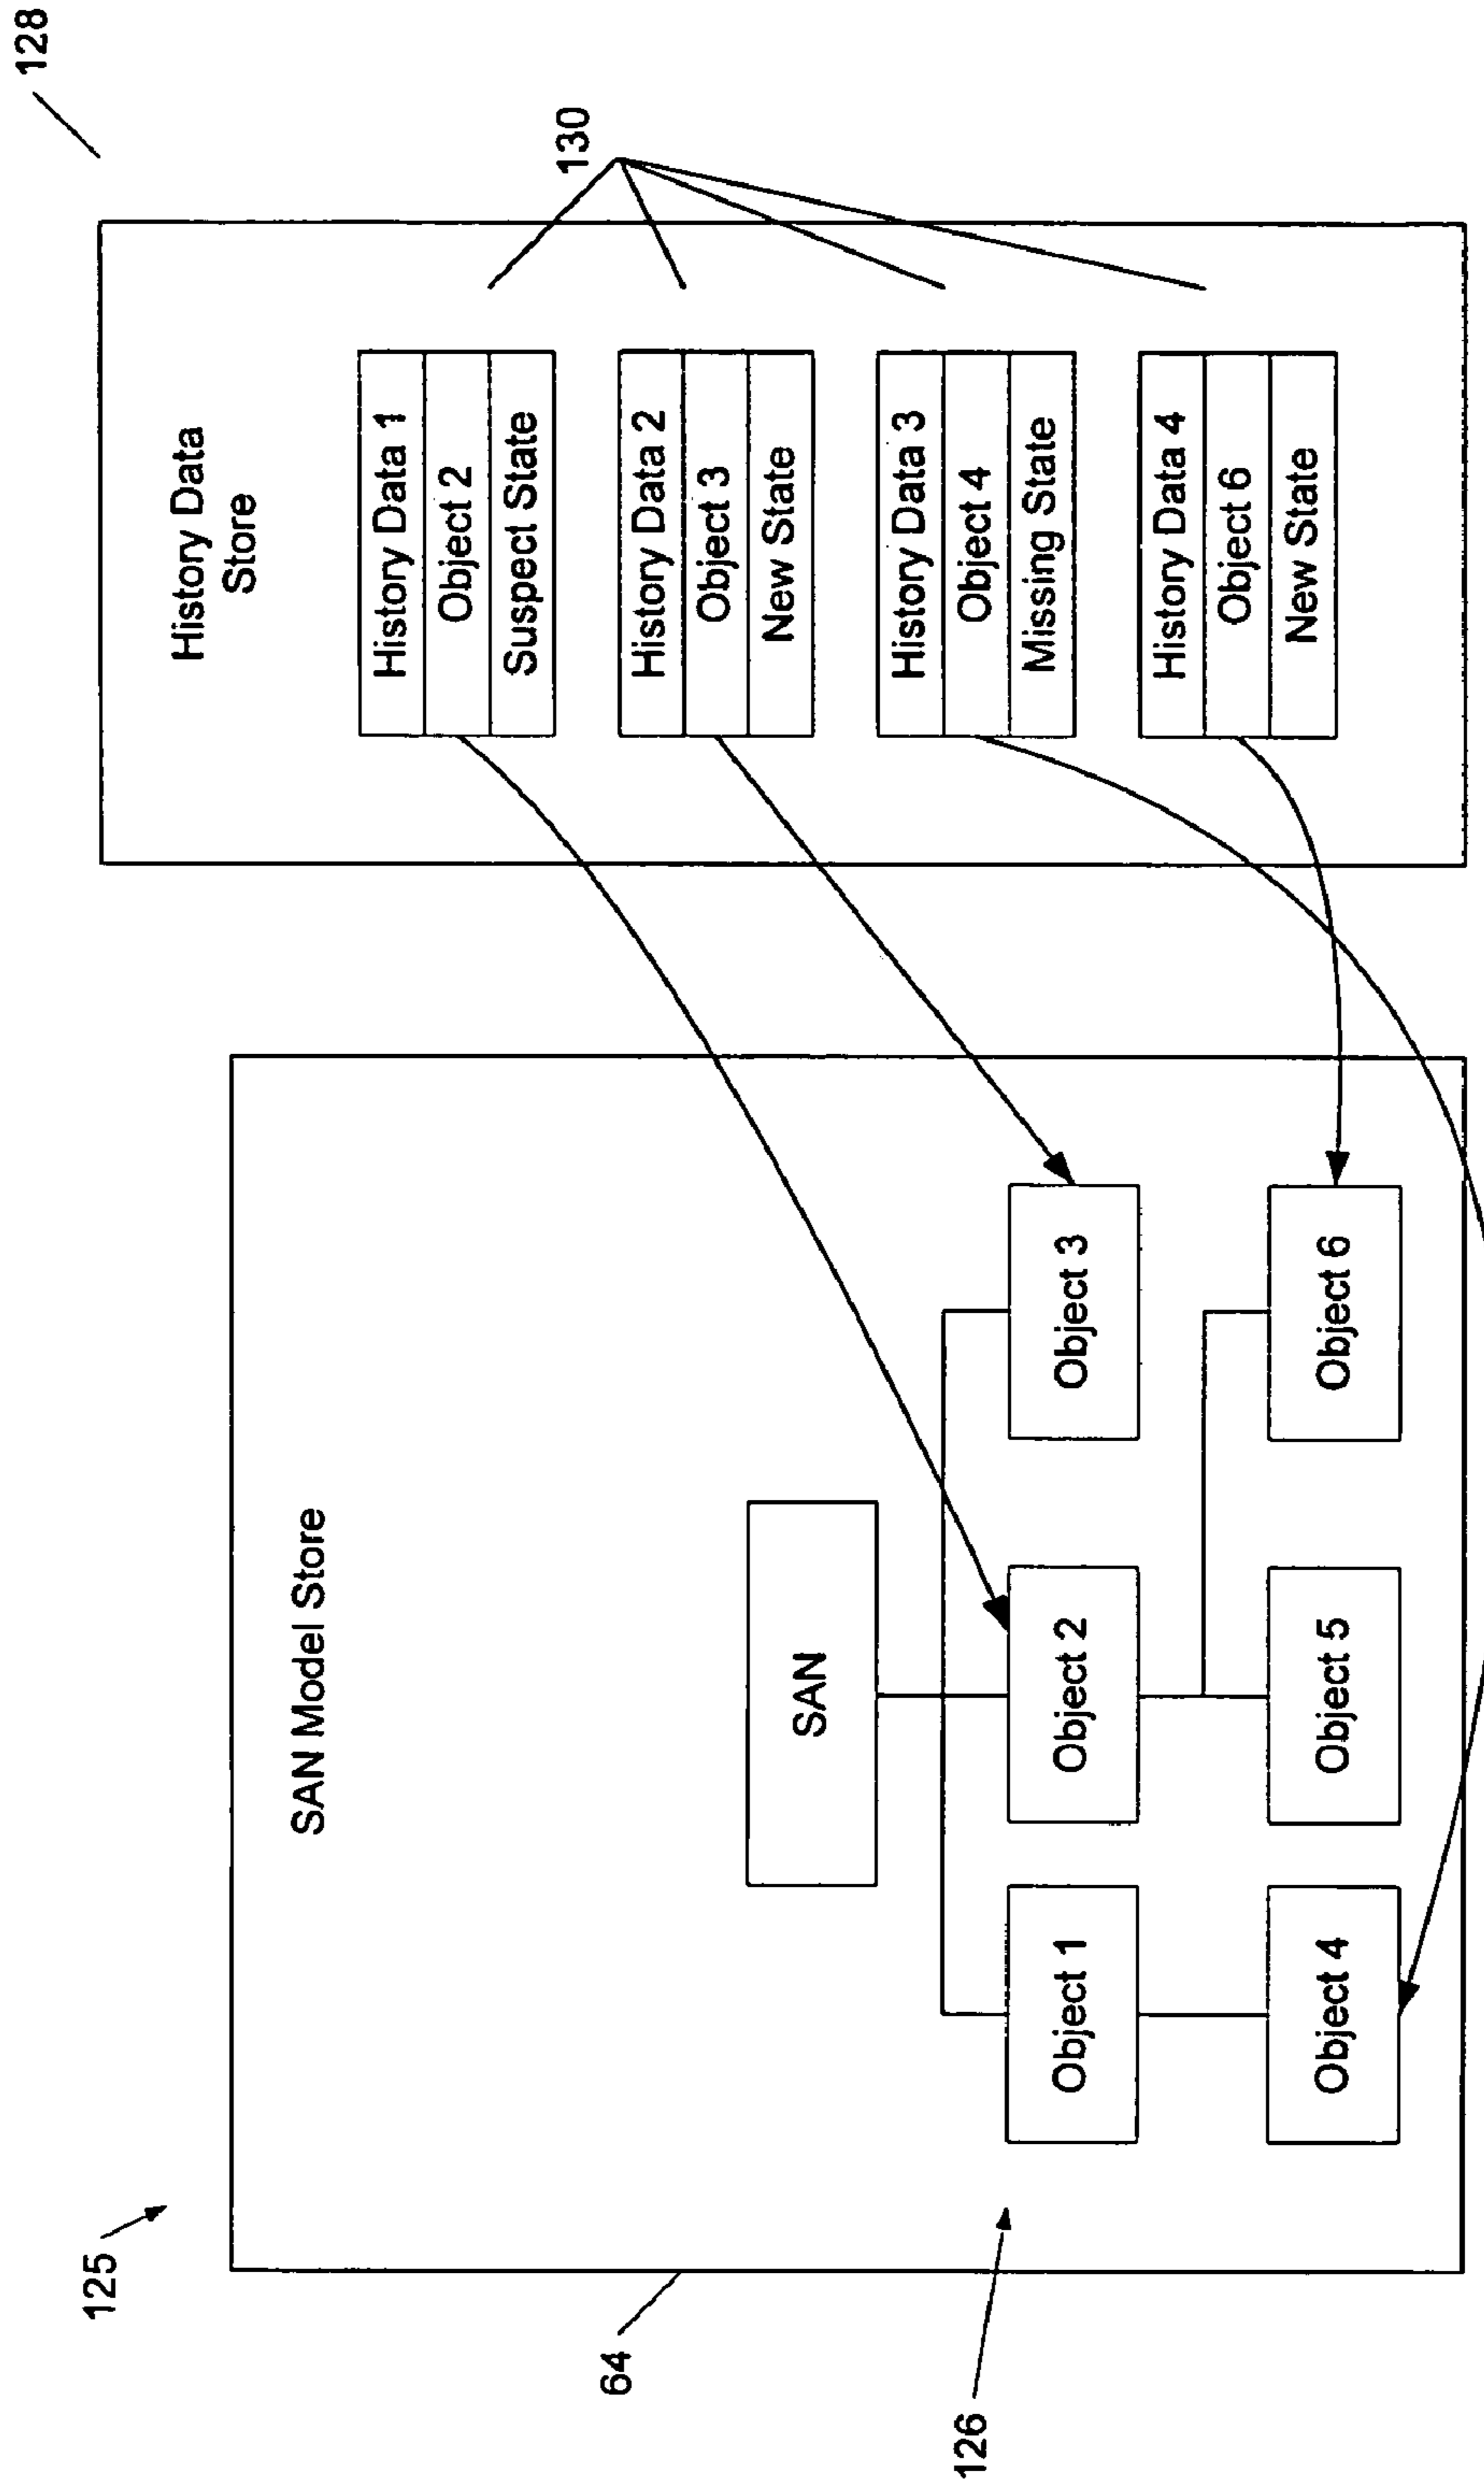 125
128
64
126
SAN Model Store
SAN
Object 1
Object 2
Object 3
Object 4
Object 5
Object 6
History Data
Store
130
History Data 1
Object 2
Suspect State
History Data 2
Object 3
New State
History Data 3
Object 4
Missing State
History Data 4
Object 6
New State